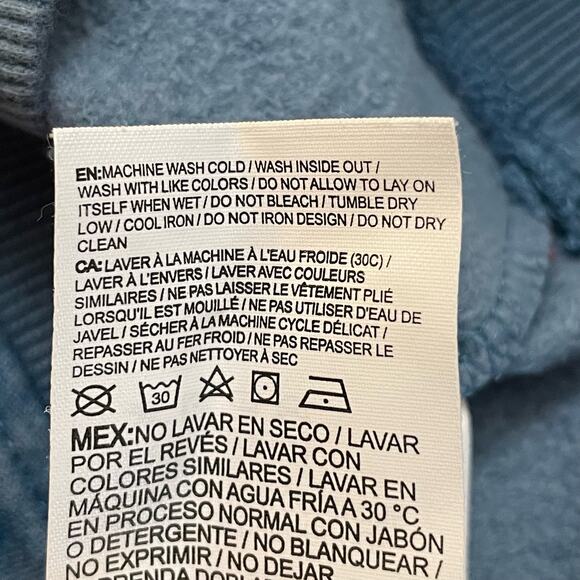 EN:MACHINE WASH COLD / WASH INSIDE OUT /
WASH WITH LIKE COLORS / DO NOT ALLOW TO LAY ON
ITSELF WHEN WET / DO NOT BLEACH / TUMBLE DRY
LOW / COOL IRON / DO NOT IRON DESIGN / DO NOT DRY
CLEAN
CA: LAVER À LA MACHINE À L'EAU FROIDE (30C) /
LAVER À L'ENVERS / LAVER AVEC COULEURS
SIMILAIRES / NE PAS LAISSER LE VÊTEMENT PLIÉ
LORSQU'IL EST MOUILLÉ / NE PAS UTILISER D'EAU DE
JAVEL / SÉCHER À LA MACHINE CYCLE DÉLICAT /
REPASSER AU FER FROID / NE PAS REPASSER LE
DESSIN / NE PAS NETTOYER À SEC
30
MEX:NO LAVAR EN SECO / LAVAR
POR EL REVÉS / LAVAR CON
COLORES SIMILARES / LAVAR EN
MÁQUINA CON AGUA FRÍA A 30 °C
EN PROCESO NORMAL CON JABÓN
O DETERGENTE / NO BLANQUEAR /
NO EXPRIMIR / NO DEJAR
PRENDA